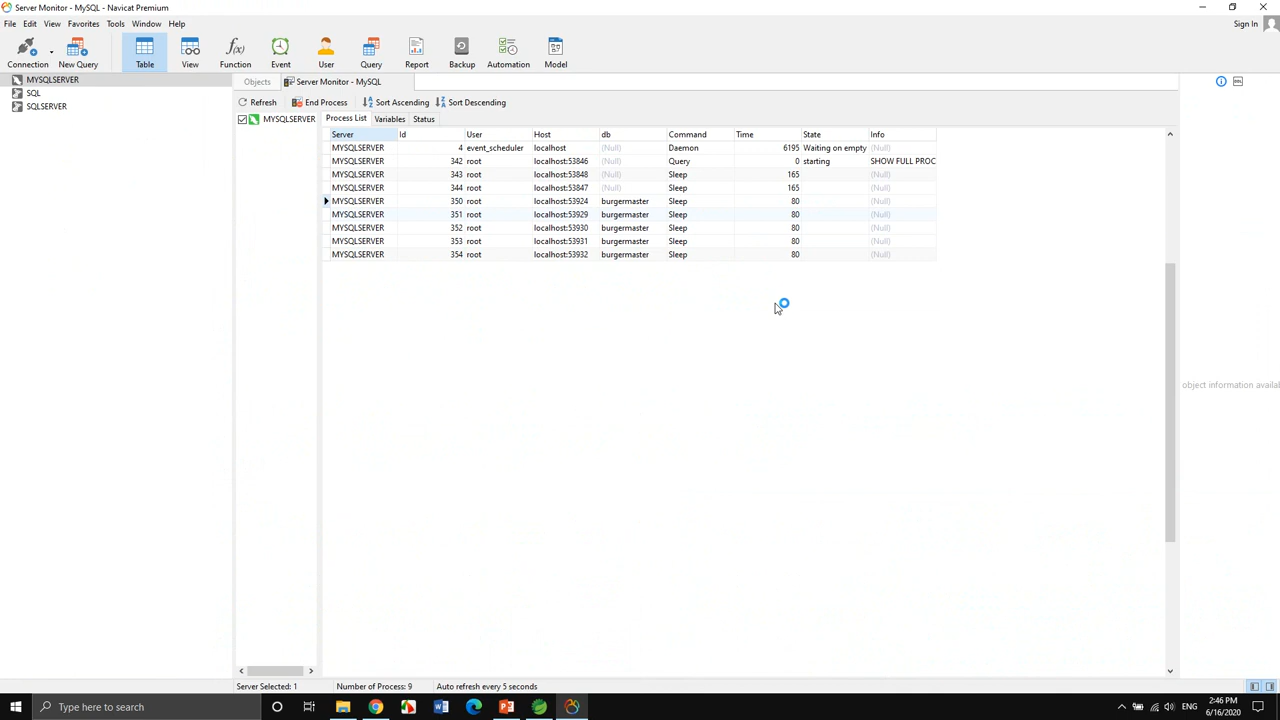 Server Monitor - MySQL - Navicat Premium
File Edit View Favorites Tools Window Help
Sign In
Connection New Query Table View Function Event User Query Report Backup Automation Model
MYSQLSERVER
SQL
SQLSERVER
Objects Server Monitor - MySQL
Refresh End Process Sort Ascending Sort Descending
MYSQLSERVER
Process List Variables Status
Server Id User Host db Command Time State Info
MYSQLSERVER 4 event_scheduler localhost (Null) Daemon 6195 Waiting on empty (Null)
MYSQLSERVER 342 root localhost:53846 (Null) Query 0 starting SHOW FULL PROC
MYSQLSERVER 343 root localhost:53848 (Null) Sleep 165 (Null)
MYSQLSERVER 344 root localhost:53847 (Null) Sleep 165 (Null)
MYSQLSERVER 350 root localhost:53924 burgermaster Sleep 80 (Null)
MYSQLSERVER 351 root localhost:53929 burgermaster Sleep 80 (Null)
MYSQLSERVER 352 root localhost:53930 burgermaster Sleep 80 (Null)
MYSQLSERVER 353 root localhost:53931 burgermaster Sleep 80 (Null)
MYSQLSERVER 354 root localhost:53932 burgermaster Sleep 80 (Null)
object information availa
Server Selected: 1 Number of Process: 9 Auto refresh every 5 seconds
Type here to search
2:46 PM
6/16/2020